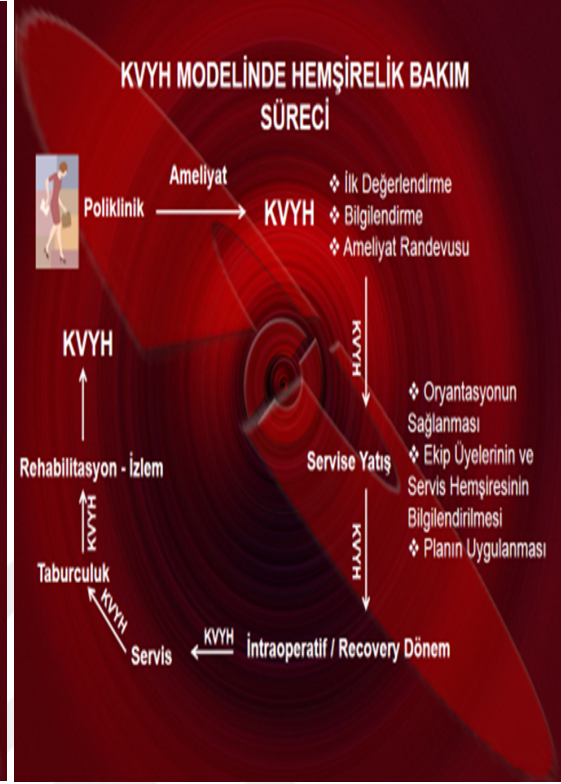 KVYH MODELİNDE HEMŞİRELİK BAKIM
SÜRECİ
Ameliyat
Poliklinik
KVYH
❖ İlk Değerlendirme
❖ Bilgilendirme
❖ Ameliyat Randevusu
KVYH
Servise Yatış
❖ Oryantasyonun
Sağlanması
❖ Ekip Üyelerinin ve
Servis Hemşiresinin
Bilgilendirilmesi
❖ Planın Uygulanması
KVYH
İntraoperatif / Recovery Dönem
KVYH
Servis
KVYH
Taburculuk
KVYH
Rehabilitasyon - İzlem
KVYH